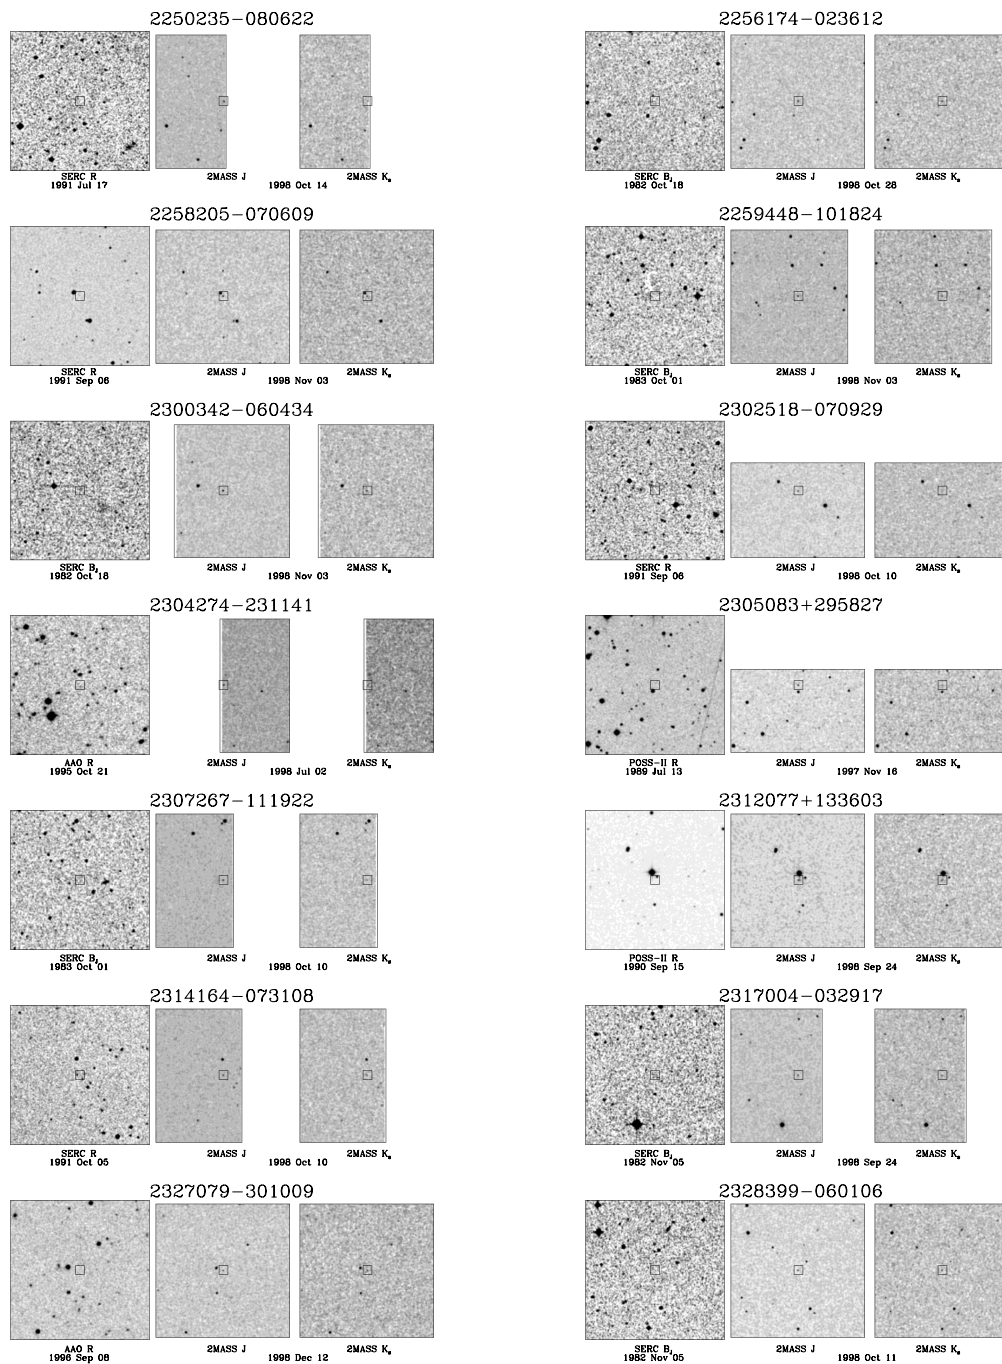 2250235-080622
SERC R
1991 Jul 17
2MASS J
1998 Oct 14
2MASS Ks
2256174-023612
SERC BJ
1982 Oct 18
2MASS J
1998 Oct 28
2MASS Ks
2258205-070609
SERC R
1991 Sep 06
2MASS J
1998 Nov 03
2MASS Ks
2259448-101824
SERC BJ
1983 Oct 01
2MASS J
1998 Nov 03
2MASS Ks
2300342-060434
SERC BJ
1982 Oct 18
2MASS J
1998 Nov 03
2MASS Ks
2302518-070929
SERC R
1991 Sep 06
2MASS J
1998 Oct 10
2MASS Ks
2304274-231141
AAO R
1995 Oct 21
2MASS J
1998 Jul 02
2MASS Ks
2305083+295827
POSS-II R
1989 Jul 13
2MASS J
1997 Nov 16
2MASS Ks
2307267-111922
SERC BJ
1983 Oct 01
2MASS J
1998 Oct 10
2MASS Ks
2312077+133603
POSS-II R
1990 Sep 15
2MASS J
1998 Sep 24
2MASS Ks
2314164-073108
SERC R
1991 Oct 05
2MASS J
1998 Oct 10
2MASS Ks
2317004-032917
SERC BJ
1982 Nov 05
2MASS J
1998 Sep 24
2MASS Ks
2327079-301009
AAO R
1996 Sep 08
2MASS J
1998 Dec 12
2MASS Ks
2328399-060106
SERC BJ
1982 Nov 05
2MASS J
1998 Oct 11
2MASS Ks